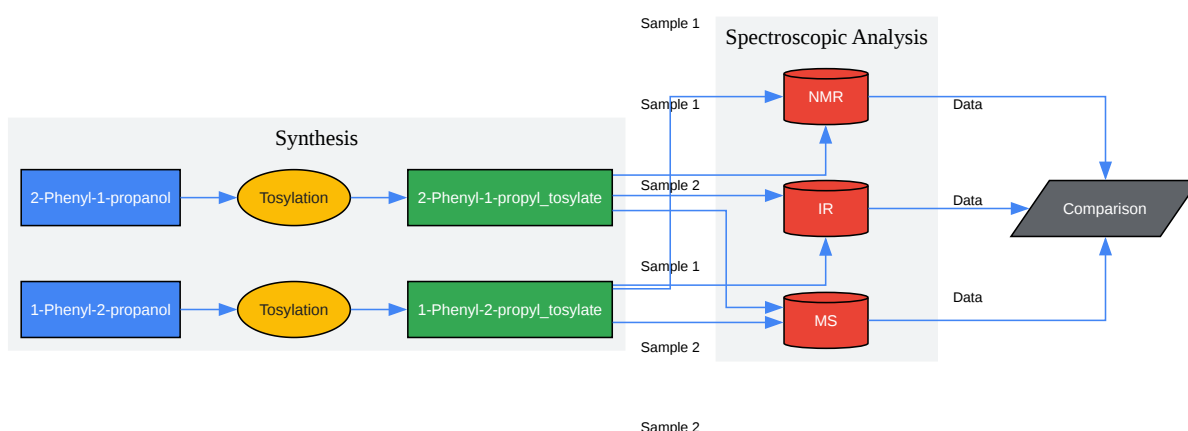 Sample 1
Spectroscopic Analysis
NMR
Sample 1
Data
Synthesis
2-Phenyl-1-propanol
Tosylation
2-Phenyl-1-propyl_tosylate
Sample 2
IR
Data
Comparison
Sample 1
1-Phenyl-2-propanol
Tosylation
1-Phenyl-2-propyl_tosylate
MS
Data
Sample 2
Sample 2